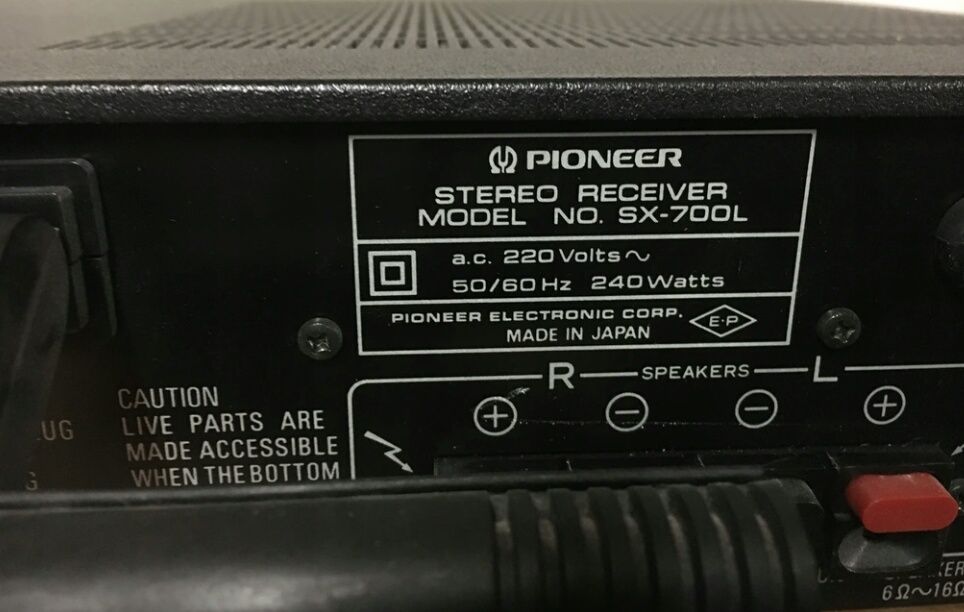 PIONEER
STEREO RECEIVER
MODEL NO. SX-700L
a.c. 220 Volts ~
50/60 Hz 240 Watts
PIONEER ELECTRONIC CORP.
MADE IN JAPAN
E·P
R SPEAKERS L
+ − − +
CAUTION
LIVE PARTS ARE
MADE ACCESSIBLE
WHEN THE BOTTOM
6Ω~16Ω